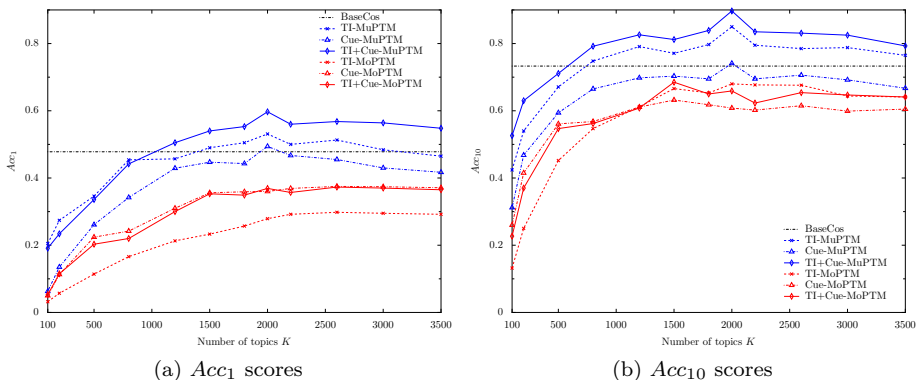 0.8
0.6
0.4
0.2
0
100
500
1000
1500
2000
2500
3000
3500
Acc1
Number of topics K
BaseCos
TI-MuPTM
Cue-MuPTM
TI+Cue-MuPTM
TI-MoPTM
Cue-MoPTM
TI+Cue-MoPTM
(a) Acc1 scores
0.8
0.6
0.4
0.2
0
100
500
1000
1500
2000
2500
3000
3500
Acc10
Number of topics K
BaseCos
TI-MuPTM
Cue-MuPTM
TI+Cue-MuPTM
TI-MoPTM
Cue-MoPTM
TI+Cue-MoPTM
(b) Acc10 scores